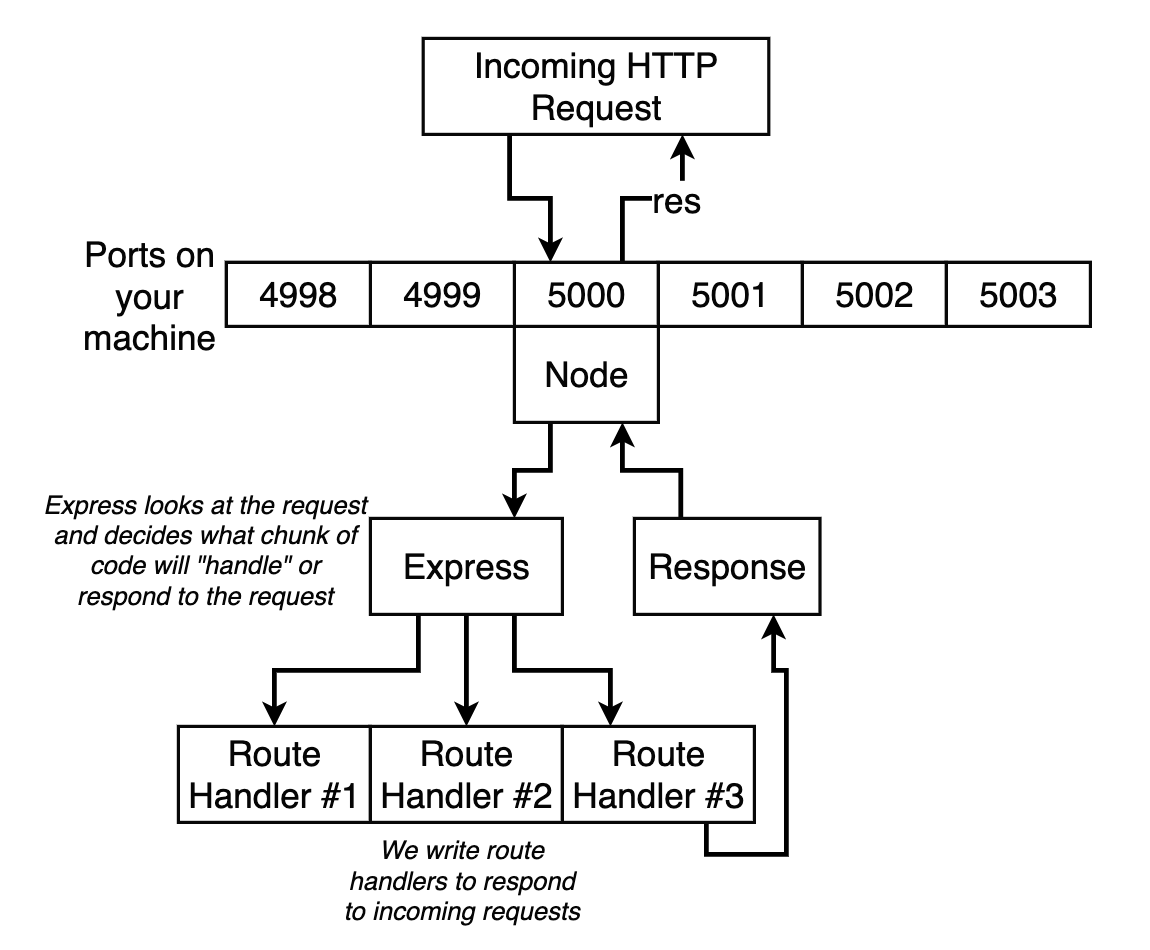 Incoming HTTP
Request
res
Ports on
your
machine
4998 4999 5000 5001 5002 5003
Node
Express looks at the request
and decides what chunk of
code will "handle" or
respond to the request
Express
Response
Route
Handler #1
Route
Handler #2
Route
Handler #3
We write route
handlers to respond
to incoming requests